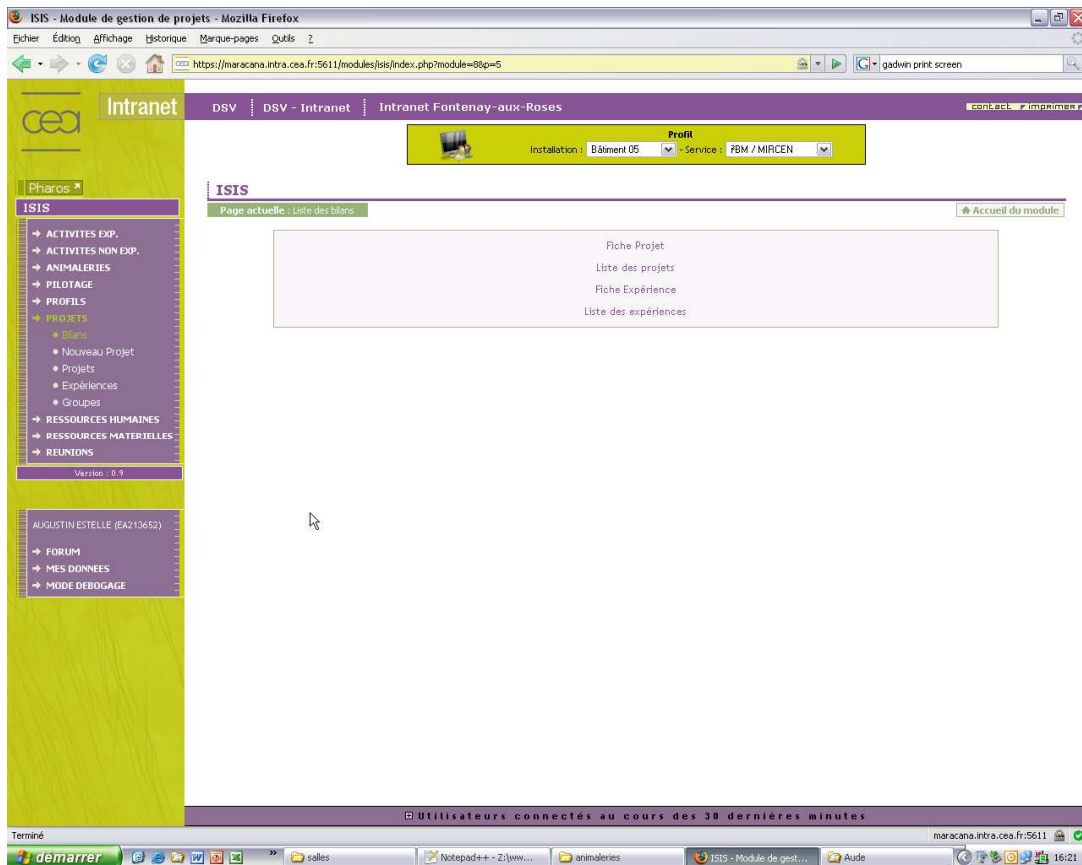 ISIS - Module de gestion de projets - Mozilla Firefox
Fichier Édition Affichage Historique Marque-pages Outils ?
https://maracana.intra.cea.fr:5611/modules/isis/index.php?module=88&p=5
gadwin print screen
cea
Intranet
DSV DSV - Intranet Intranet Fontenay-aux-Roses
contact imprimer
Profil
Installation : Bâtiment 05 - Service : BM / MIRCEN
Pharos
ISIS
ISIS
Page actuelle : Liste des bilans
Accueil du module
ACTIVITES EXP.
ACTIVITES NON EXP.
ANIMALERIES
PILOTAGE
PROFILS
PROJETS
Bilans
Nouveau Projet
Projets
Expériences
Groupes
RESSOURCES HUMAINES
RESSOURCES MATERIELLES
REUNIONS
Version : 0.9
Fiche Projet
Liste des projets
Fiche Expérience
Liste des expériences
AUGUSTIN ESTELLE (EA213652)
FORUM
MES DONNEES
MODE DEBOGAGE
Utilisateurs connectés au cours des 30 dernières minutes
Terminé
maracana.intra.cea.fr:5611
démarrer
salles
Notepad++ - Z:\ww...
animaleries
ISIS - Module de gest...
Aude
16:21